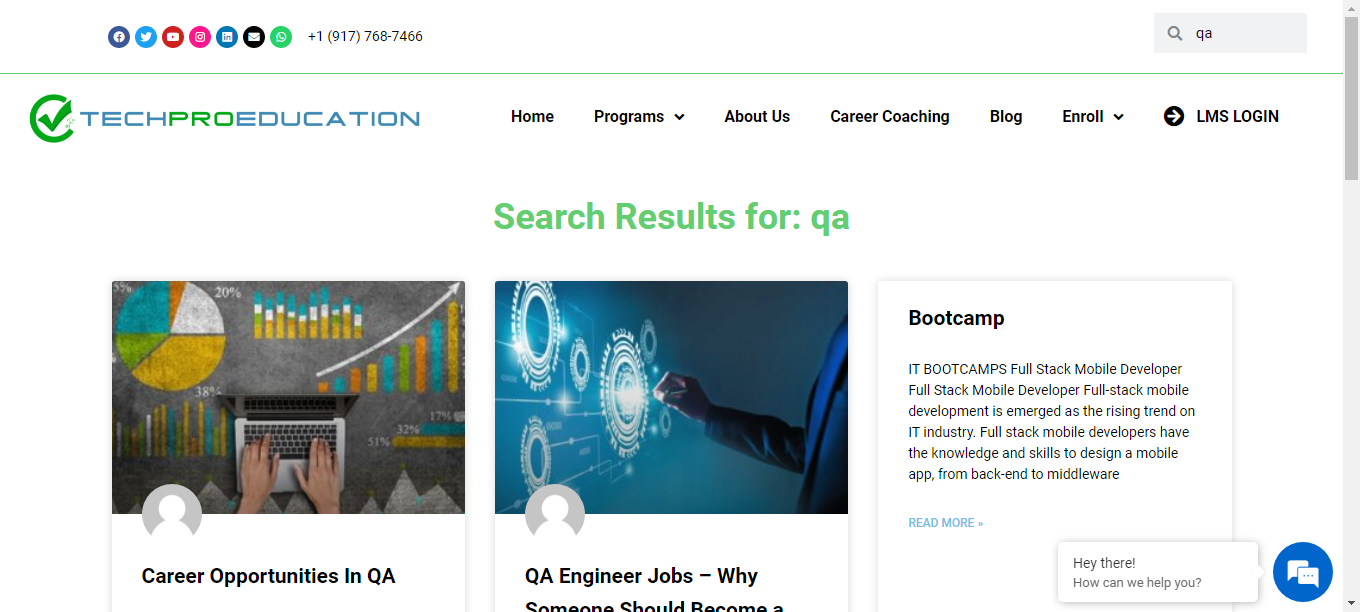 +1 (917) 768-7466
qa
TECHPROEDUCATION
Home
Programs
About Us
Career Coaching
Blog
Enroll
LMS LOGIN
Search Results for: qa
5%
20%
38%
17%
32%
51%
Career Opportunities In QA
QA Engineer Jobs – Why
Someone Should Become a
Bootcamp
IT BOOTCAMPS Full Stack Mobile Developer
Full Stack Mobile Developer Full-stack mobile
development is emerged as the rising trend on
IT industry. Full stack mobile developers have
the knowledge and skills to design a mobile
app, from back-end to middleware
READ MORE »
Hey there!
How can we help you?